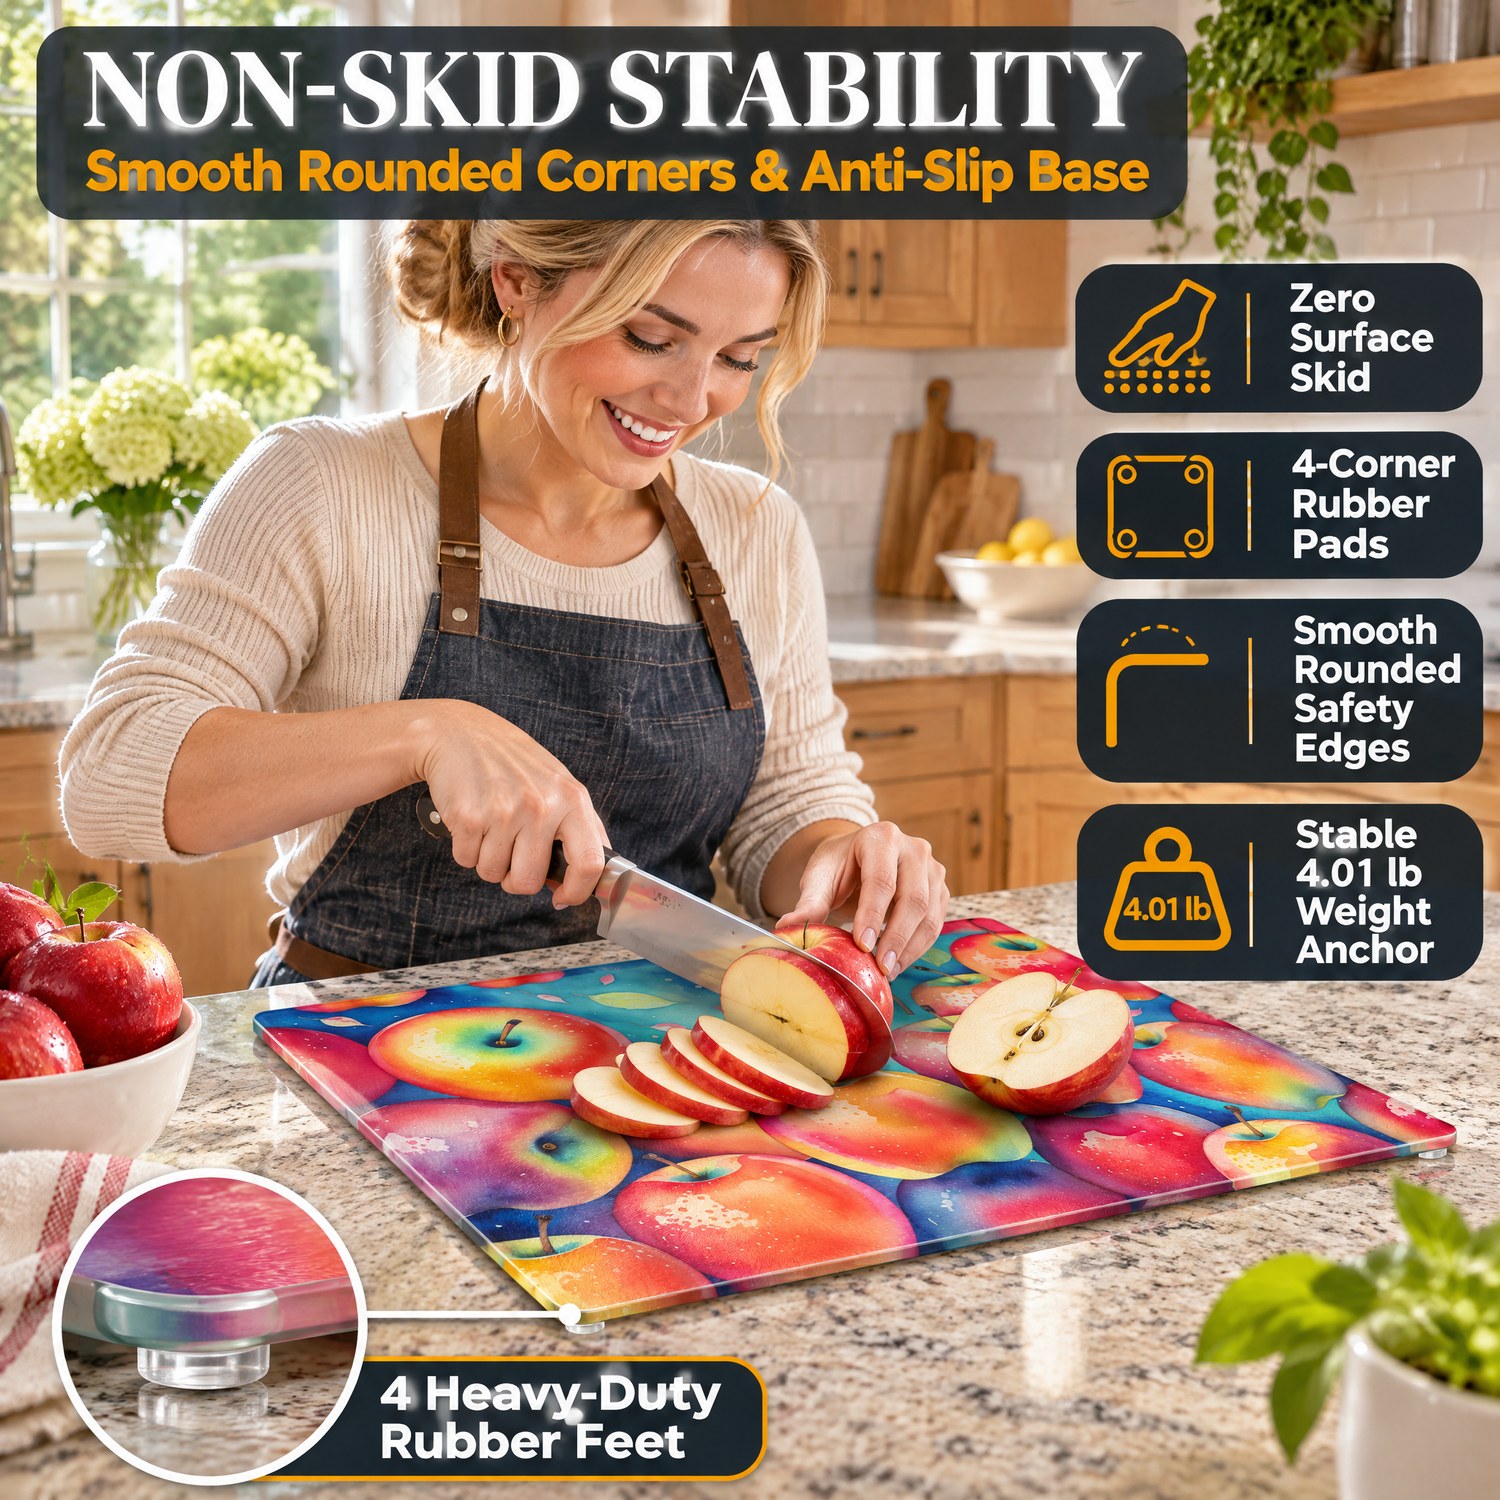 NON-SKID STABILITY
Smooth Rounded Corners & Anti-Slip Base
Zero
Surface
Skid
4-Corner
Rubber
Pads
Smooth
Rounded
Safety
Edges
4.01 lb
Stable
4.01 lb
Weight
Anchor
4 Heavy-Duty
Rubber Feet